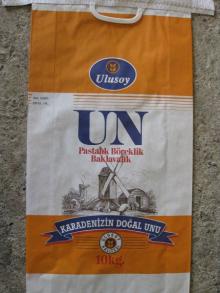 Ulusoy
UN
Pastalık Böreklik
Baklavalık
KARADENİZİN DOĞAL UNU
10kg.